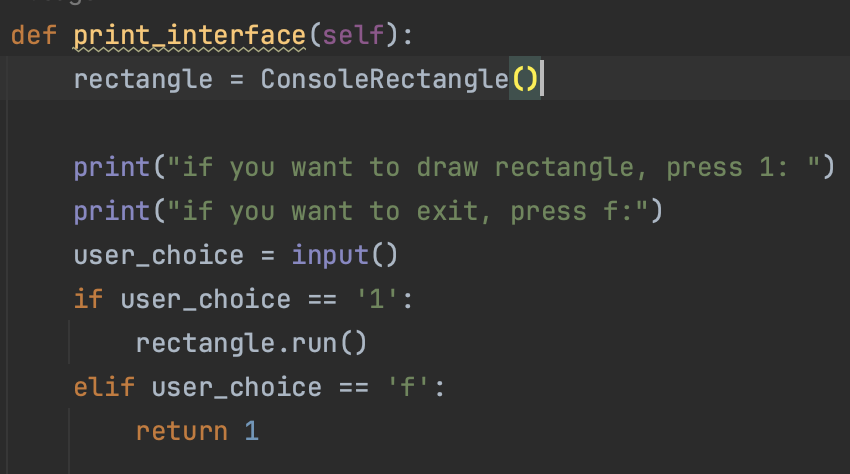 def print_interface(self):
    rectangle = ConsoleRectangle()
    print("if you want to draw rectangle, press 1: ")
    print("if you want to exit, press f:")
    user_choice = input()
    if user_choice == '1':
        rectangle.run()
    elif user_choice == 'f':
        return 1